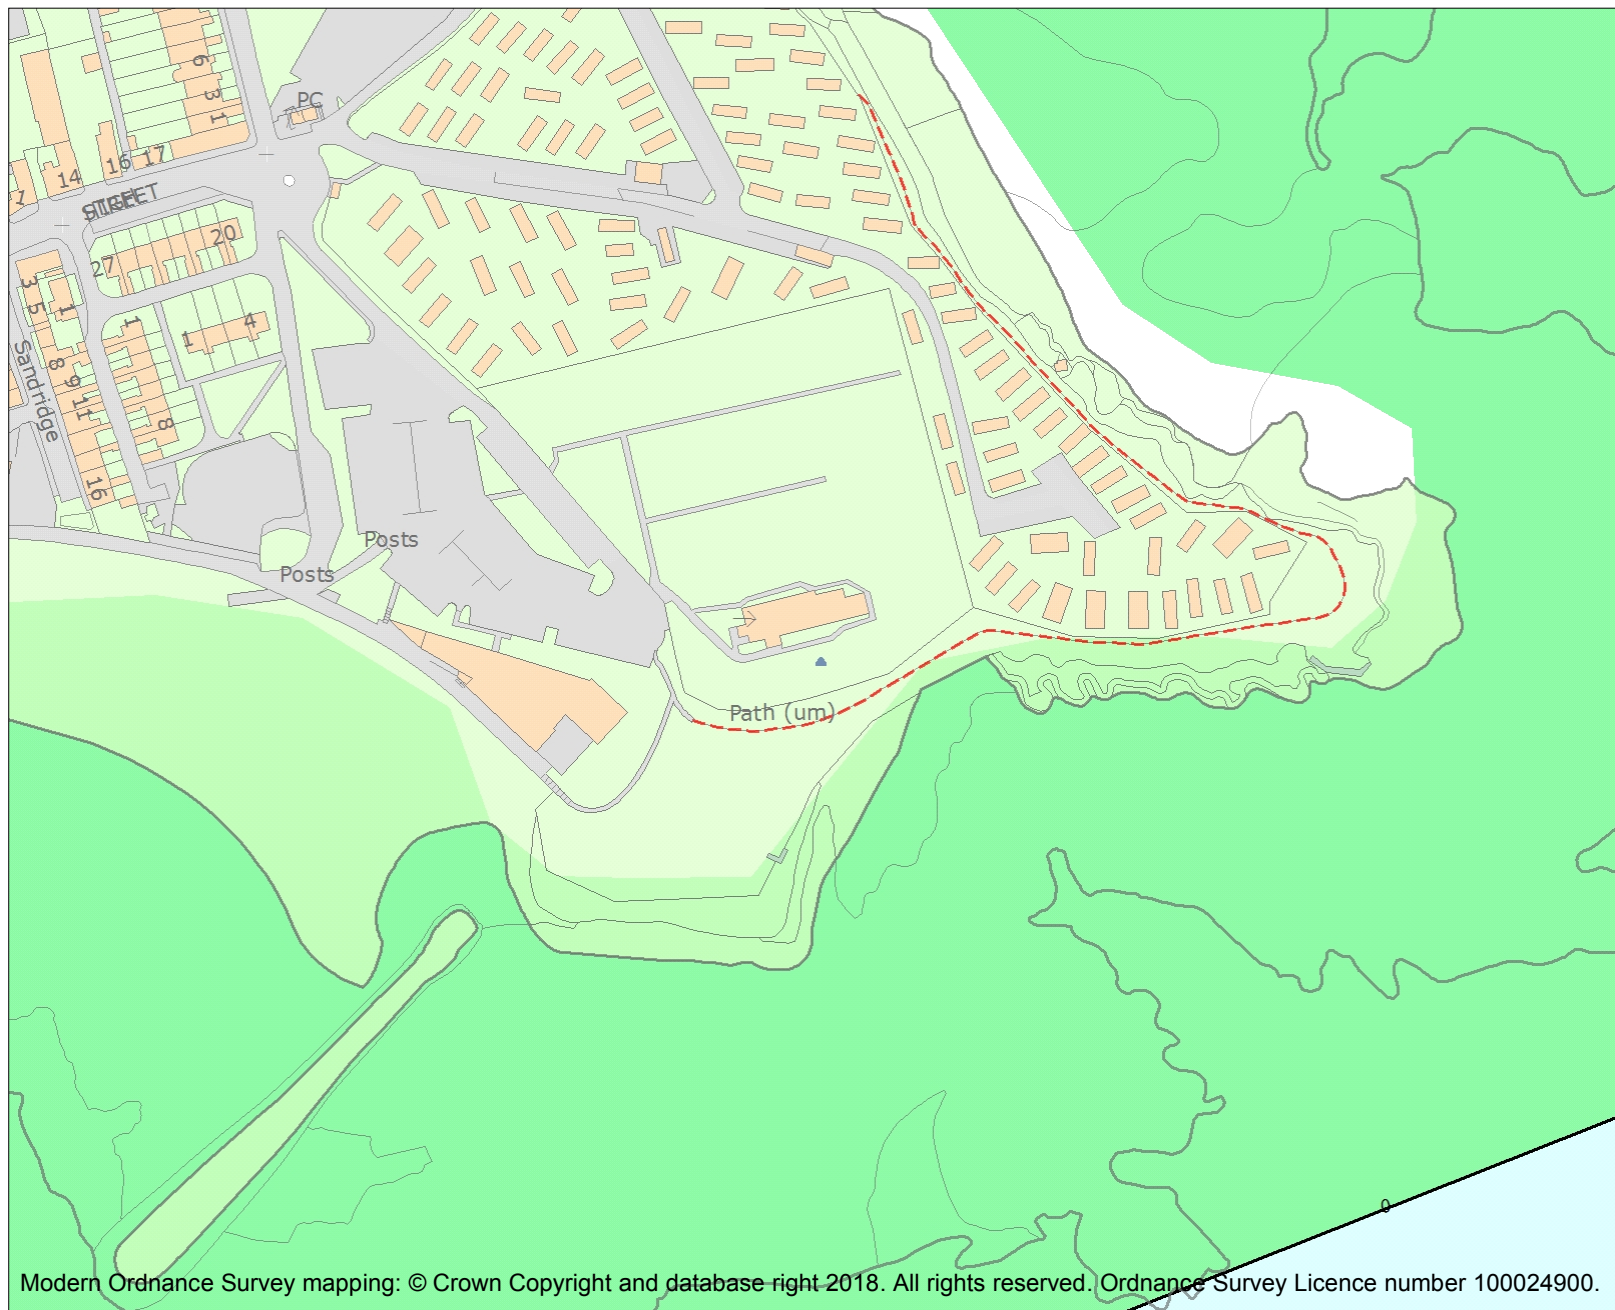 6
3
1
PC
16 17
14
1
STREET
20
27
3
5
1
1
1
4
Sandridge
8
9
11
8
16
Posts
Posts
Path (um)
0
Modern Ordnance Survey mapping: © Crown Copyright and database right 2018. All rights reserved. Ordnance Survey Licence number 100024900.